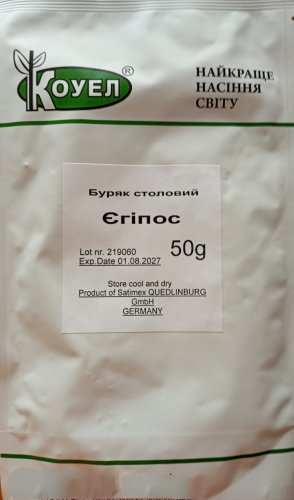 КОУЕЛ®
НАЙКРАЩЕ
НАСІННЯ
СВІТУ
Буряк столовий
Єгіпос
Lot nr. 219060
Exp.Date 01.08.2027
50g
Store cool and dry
Product of Satimex QUEDLINBURG
GmbH
GERMANY